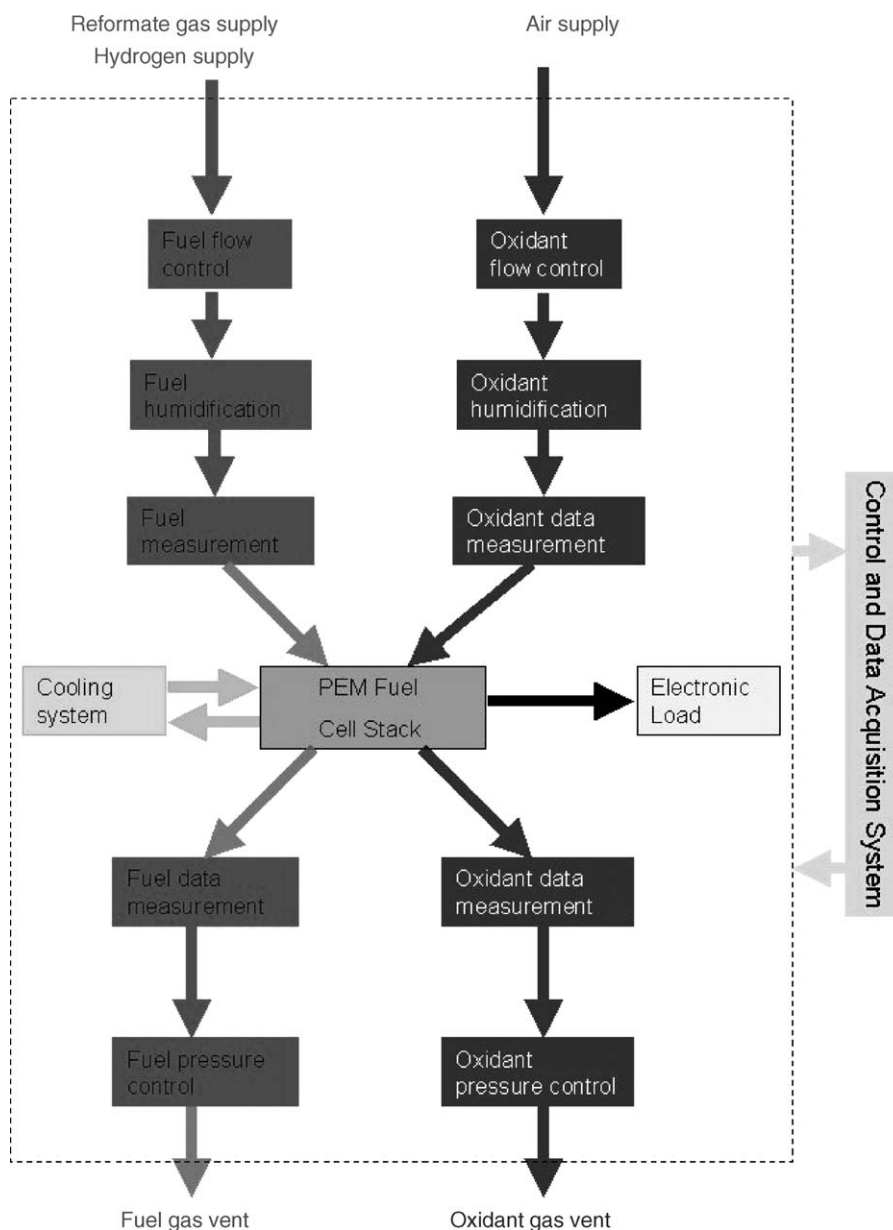 Reformate gas supply
Hydrogen supply
Air supply
Fuel flow
control
Oxidant
flow control
Fuel
humidification
Oxidant
humidification
Fuel
measurement
Oxidant data
measurement
Cooling
system
PEM Fuel
Cell Stack
Electronic
Load
Control and Data Acquisition System
Fuel data
measurement
Oxidant data
measurement
Fuel pressure
control
Oxidant
pressure control
Fuel gas vent
Oxidant gas vent